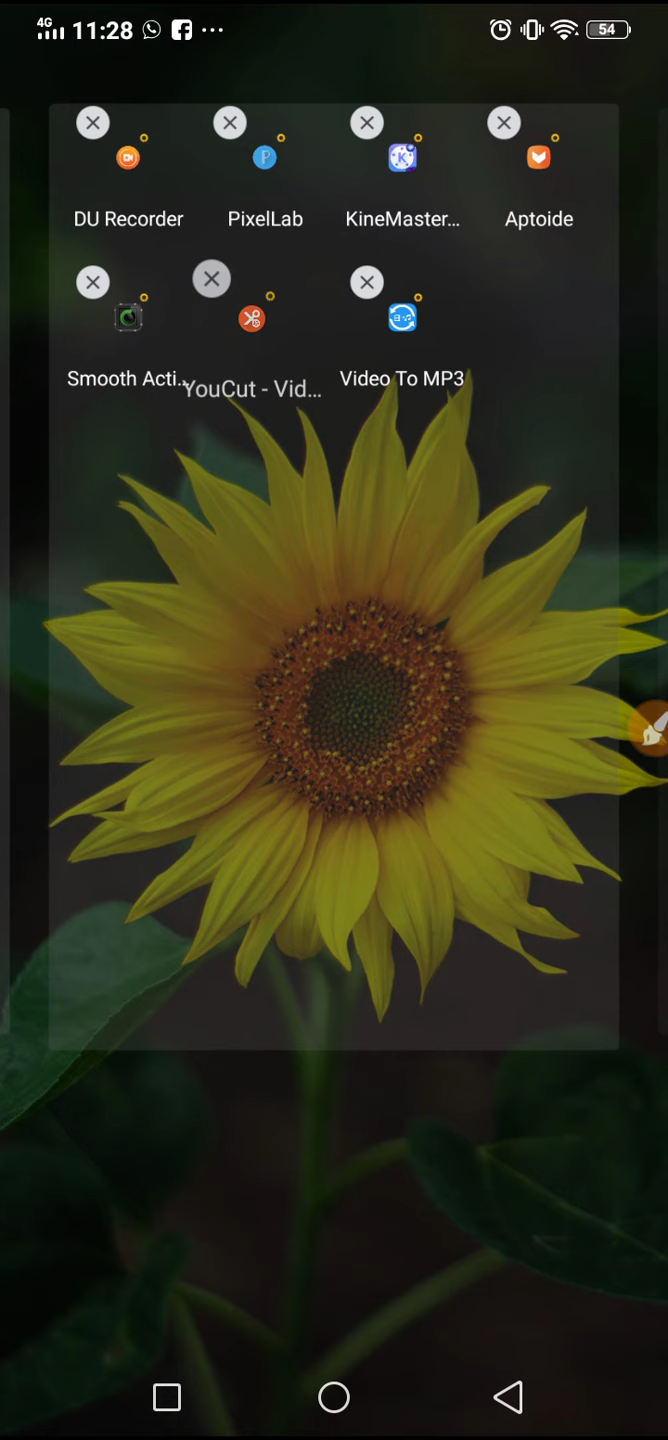 4G 11:28 54
DU Recorder PixelLab KineMaster... Aptoide
Smooth Acti... YouCut - Vid... Video To MP3